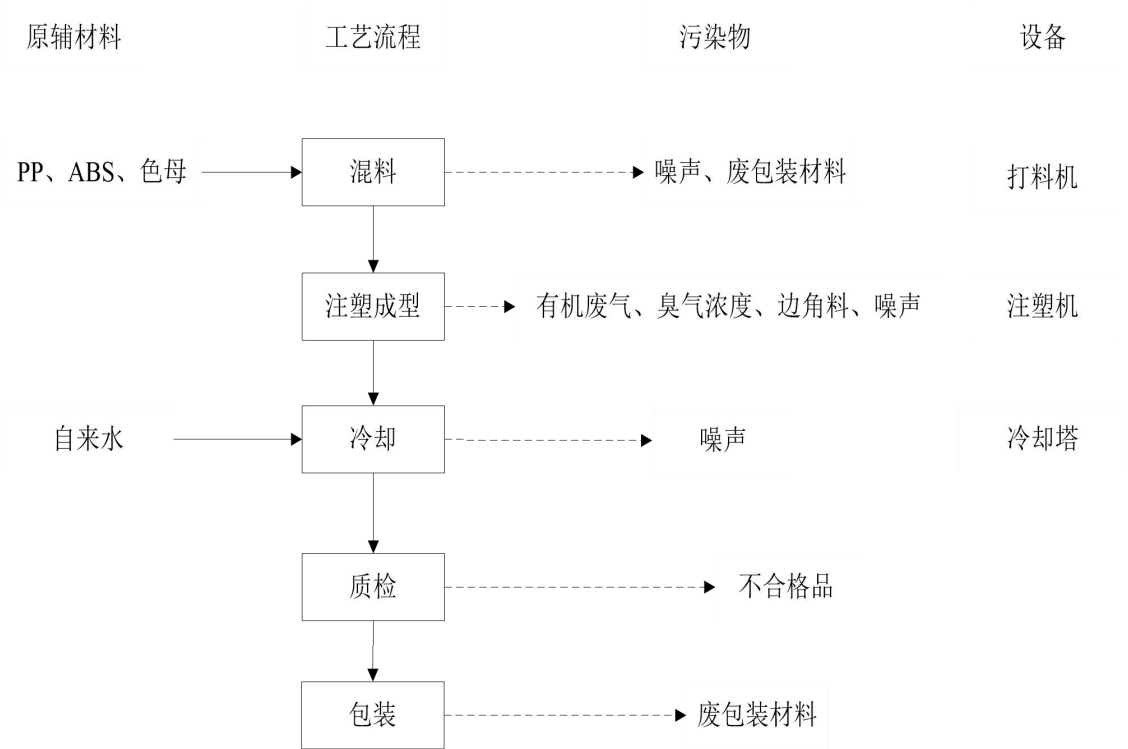 原辅材料 工艺流程 污染物 设备
PP、ABS、色母 混料 噪声、废包装材料 打料机
注塑成型 有机废气、臭气浓度、边角料、噪声 注塑机
自来水 冷却 噪声 冷却塔
质检 不合格品
包装 废包装材料